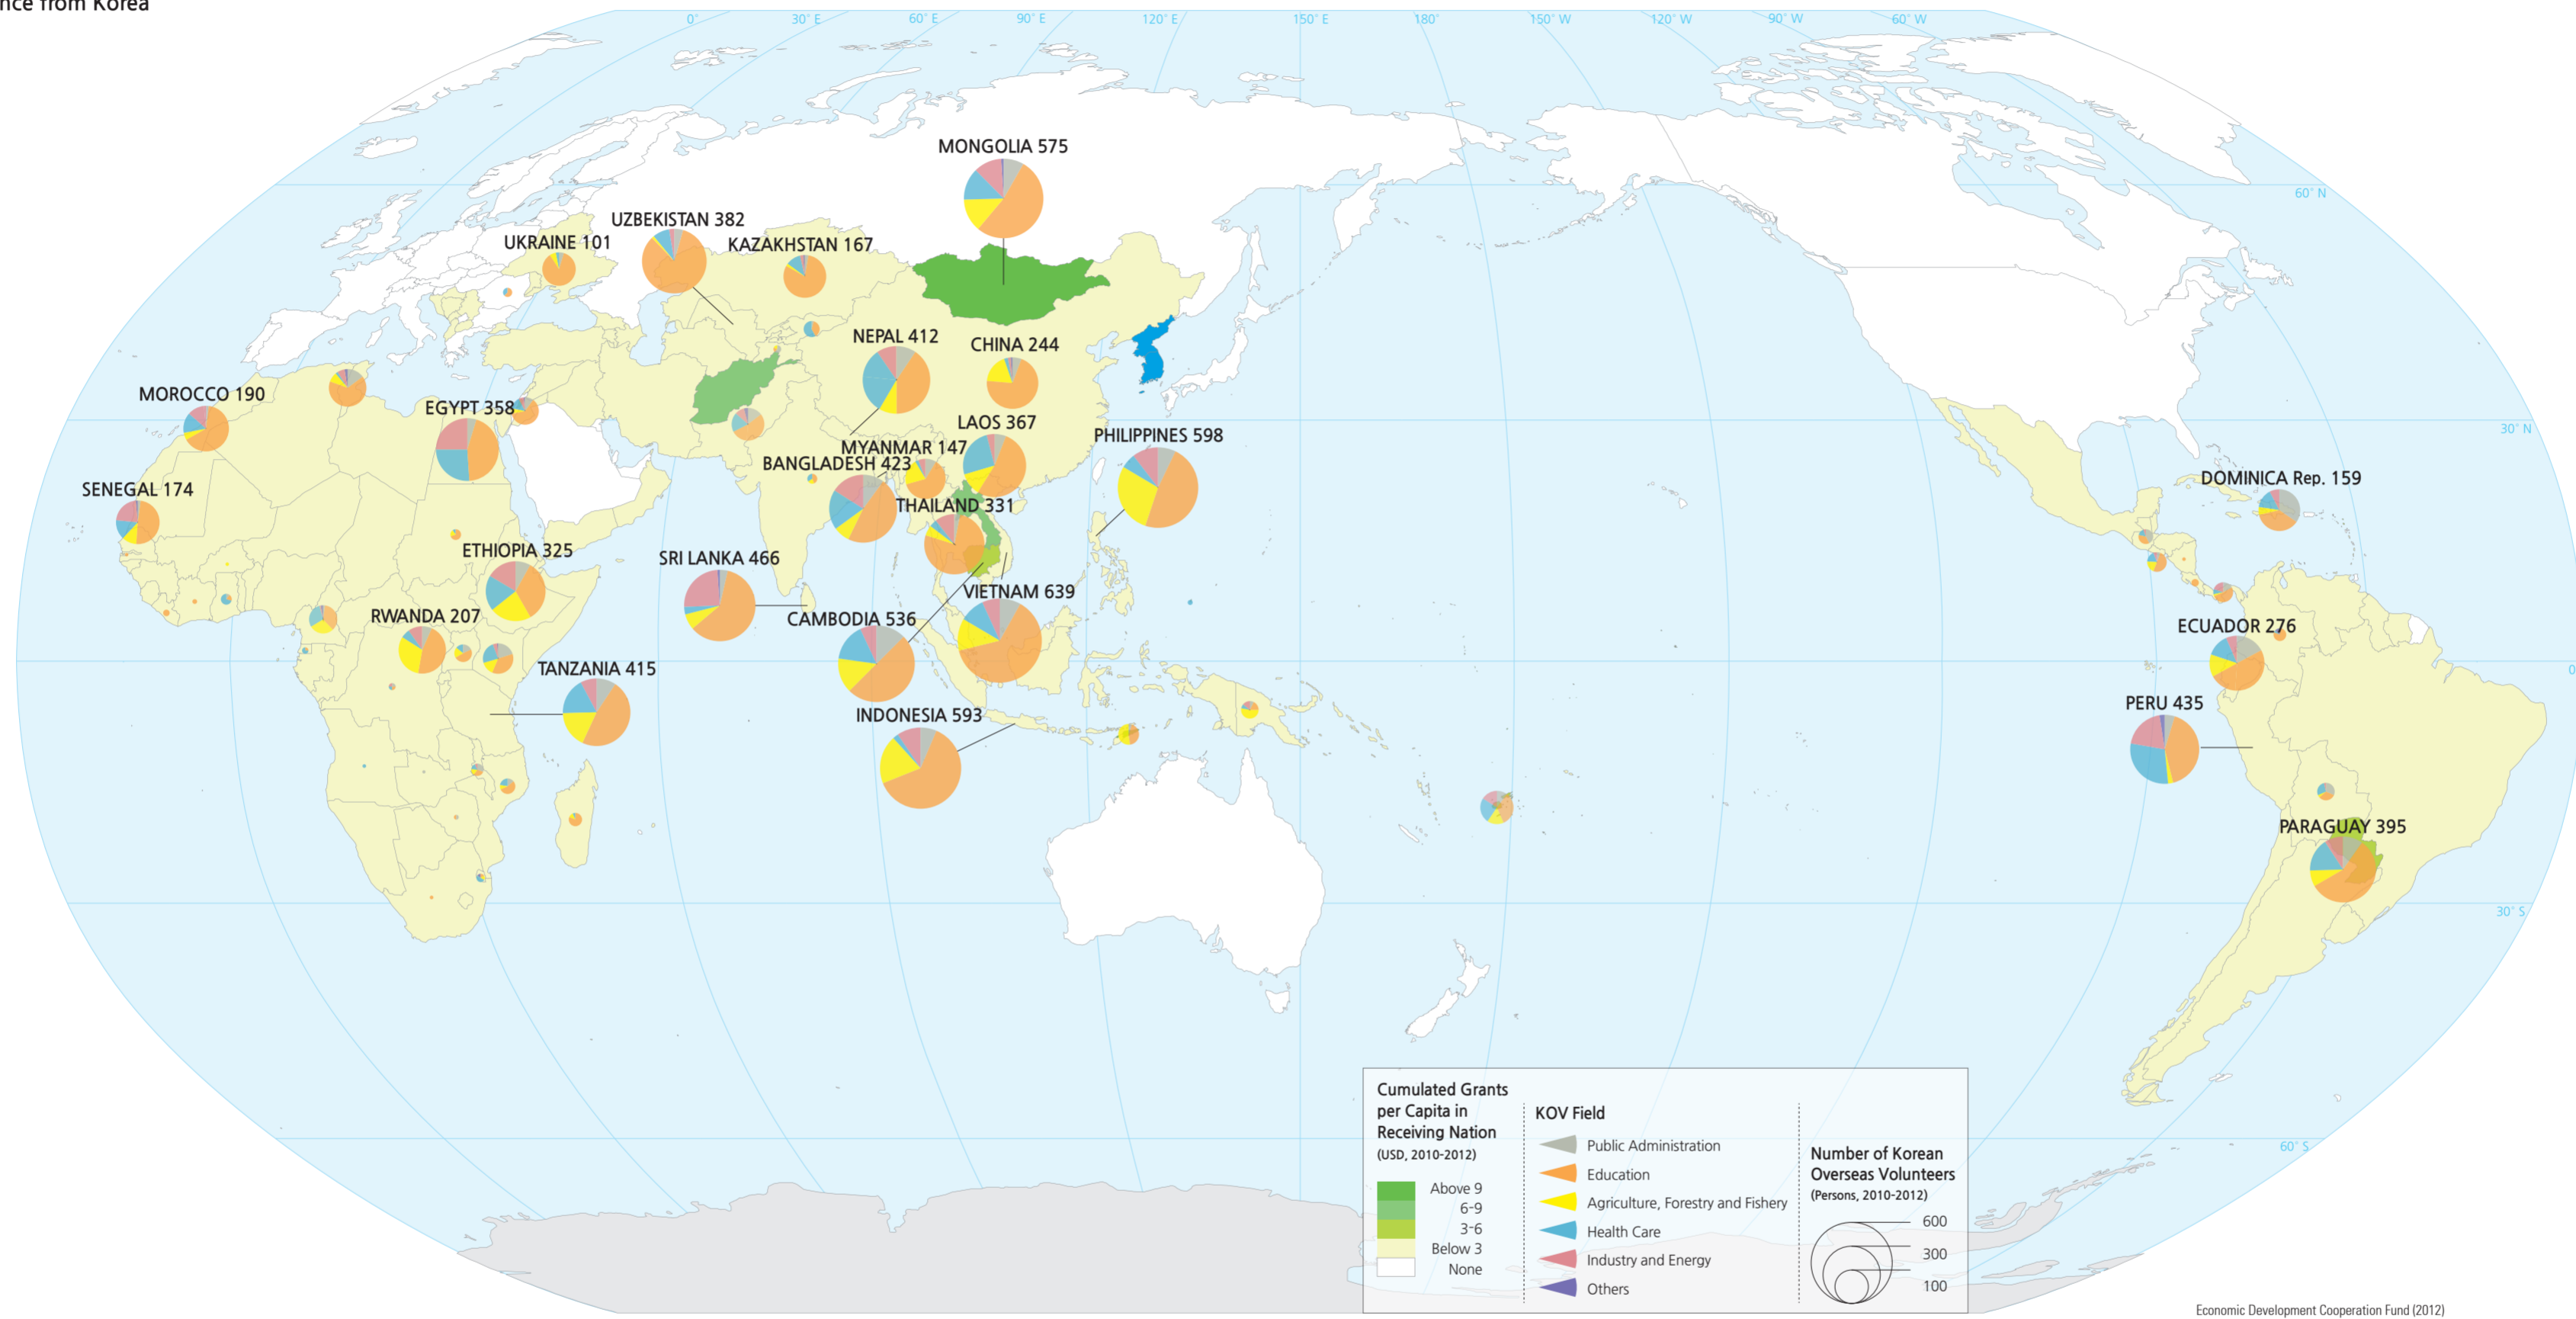 nce from Korea
0°
30° E
60° E
90° E
120° E
150° E
180°
150° W
120° W
90° W
60° W
60° N
30° N
0
30° S
60° S
MONGOLIA 575
UZBEKISTAN 382
UKRAINE 101
KAZAKHSTAN 167
NEPAL 412
CHINA 244
MOROCCO 190
EGYPT 358
LAOS 367
PHILIPPINES 598
MYANMAR 147
BANGLADESH 423
SENEGAL 174
THAILAND 331
DOMINICA Rep. 159
ETHIOPIA 325
SRI LANKA 466
VIETNAM 639
RWANDA 207
CAMBODIA 536
ECUADOR 276
TANZANIA 415
PERU 435
INDONESIA 593
PARAGUAY 395
Cumulated Grants
per Capita in
Receiving Nation
(USD, 2010-2012)
Above 9
6-9
3-6
Below 3
None
KOV Field
Public Administration
Education
Agriculture, Forestry and Fishery
Health Care
Industry and Energy
Others
Number of Korean
Overseas Volunteers
(Persons, 2010-2012)
600
300
100
Economic Development Cooperation Fund (2012)